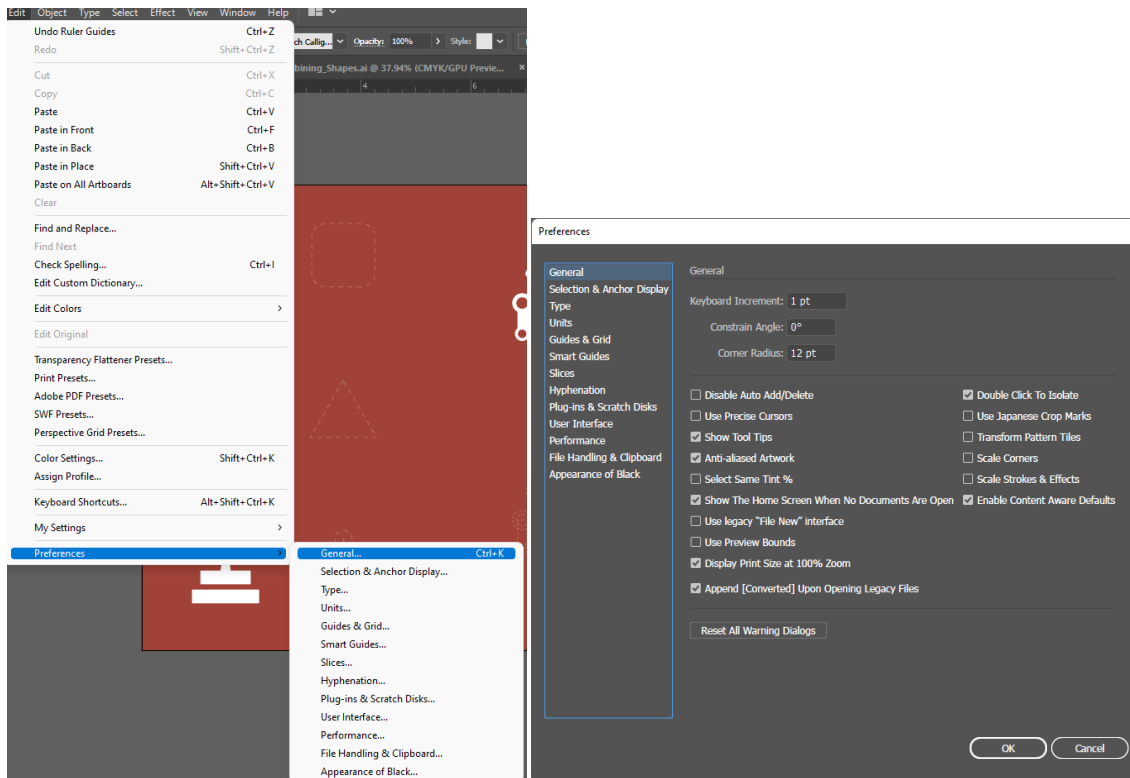 Edit Object Type Select Effect View Window Help
Undo Ruler Guides Ctrl+Z
Redo Shift+Ctrl+Z
Cut Ctrl+X
Copy Ctrl+C
Paste Ctrl+V
Paste in Front Ctrl+F
Paste in Back Ctrl+B
Paste in Place Shift+Ctrl+V
Paste on All Artboards Alt+Shift+Ctrl+V
Clear
Find and Replace...
Find Next
Check Spelling... Ctrl+I
Edit Custom Dictionary...
Edit Colors
Edit Original
Transparency Flattener Presets...
Print Presets...
Adobe PDF Presets...
SWF Presets...
Perspective Grid Presets...
Color Settings... Shift+Ctrl+K
Assign Profile...
Keyboard Shortcuts... Alt+Shift+Ctrl+K
My Settings
Preferences
ch Callig... Opacity: 100% Style:
bining_Shapes.ai @ 37.94% (CMYK/GPU Previe... ×
4 6
General... Ctrl+K
Selection & Anchor Display...
Type...
Units...
Guides & Grid...
Smart Guides...
Slices...
Hyphenation...
Plug-ins & Scratch Disks...
User Interface...
Performance...
File Handling & Clipboard...
Appearance of Black...
Preferences
General
Selection & Anchor Display
Type
Units
Guides & Grid
Smart Guides
Slices
Hyphenation
Plug-ins & Scratch Disks
User Interface
Performance
File Handling & Clipboard
Appearance of Black
General
Keyboard Increment: 1 pt
Constrain Angle: 0°
Corner Radius: 12 pt
Disable Auto Add/Delete
Use Precise Cursors
Show Tool Tips
Anti-aliased Artwork
Select Same Tint %
Show The Home Screen When No Documents Are Open
Use legacy "File New" interface
Use Preview Bounds
Display Print Size at 100% Zoom
Append [Converted] Upon Opening Legacy Files
Double Click To Isolate
Use Japanese Crop Marks
Transform Pattern Tiles
Scale Corners
Scale Strokes & Effects
Enable Content Aware Defaults
Reset All Warning Dialogs
OK Cancel